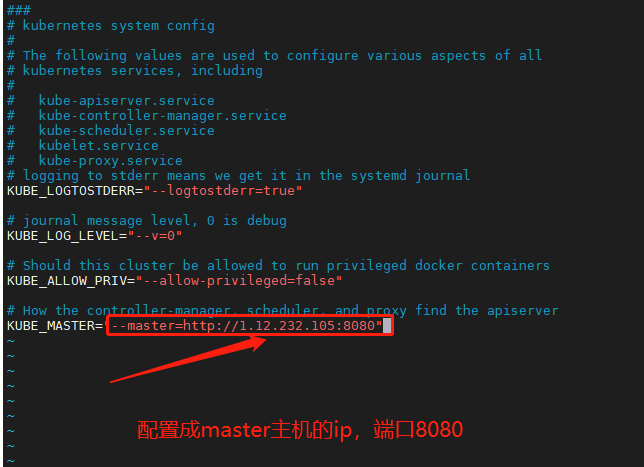 ###
# kubernetes system config
#
# The following values are used to configure various aspects of all
# kubernetes services, including
#
#   kube-apiserver.service
#   kube-controller-manager.service
#   kube-scheduler.service
#   kubelet.service
#   kube-proxy.service
# logging to stderr means we get it in the systemd journal
KUBE_LOGTOSTDERR="--logtostderr=true"

# journal message level, 0 is debug
KUBE_LOG_LEVEL="--v=0"

# Should this cluster be allowed to run privileged docker containers
KUBE_ALLOW_PRIV="--allow-privileged=false"

# How the controller-manager, scheduler, and proxy find the apiserver
KUBE_MASTER="--master=http://1.12.232.105:8080"
~
~
~
~
~
~
~
~
~
配置成master主机的ip，端口8080